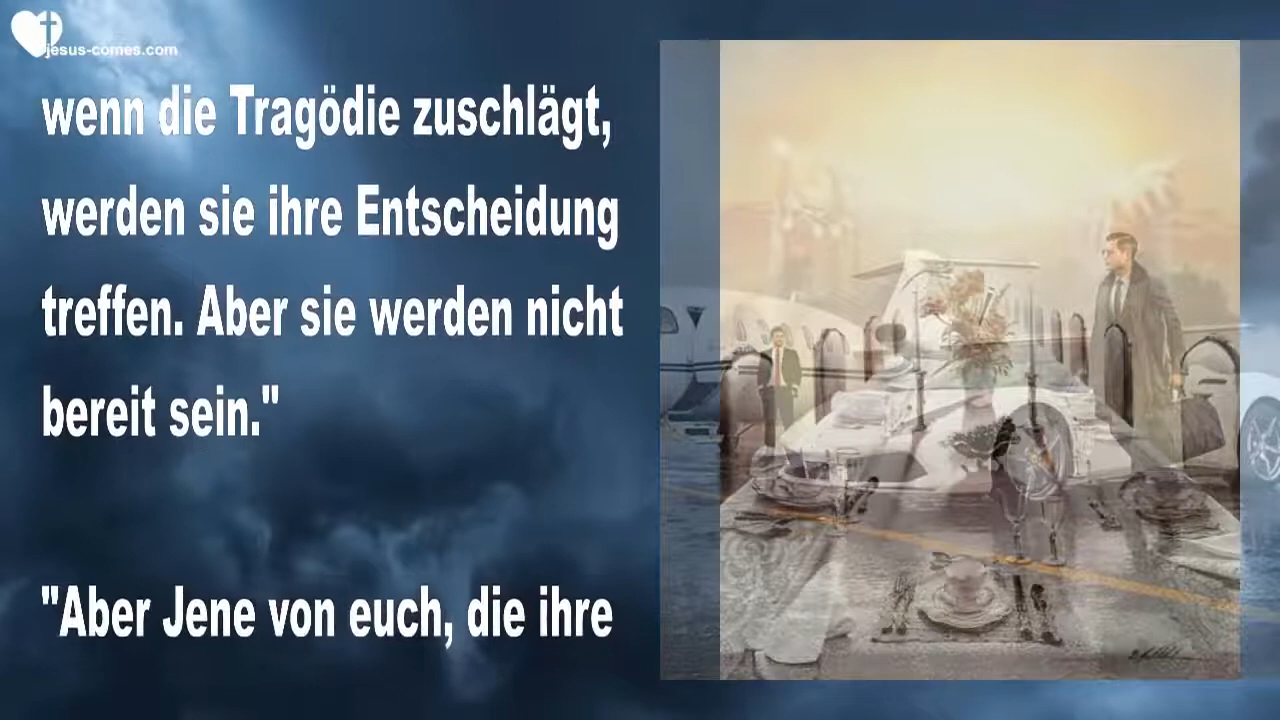 jesus-comes.com
wenn die Tragödie zuschlägt,
werden sie ihre Entscheidung
treffen. Aber sie werden nicht
bereit sein."
"Aber Jene von euch, die ihre